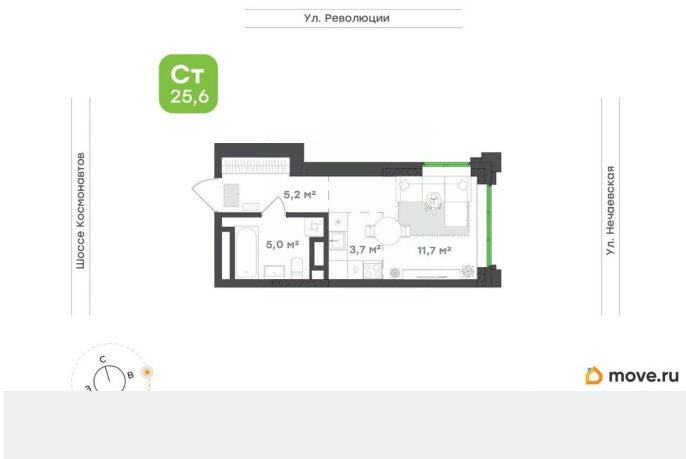 Ул. Революции
Ст
25,6
Шоссе Космонавтов
Ул. Нечаевская
5,2 м²
5,0 м²
3,7 м²
11,7 м²
С
В
З
move.ru